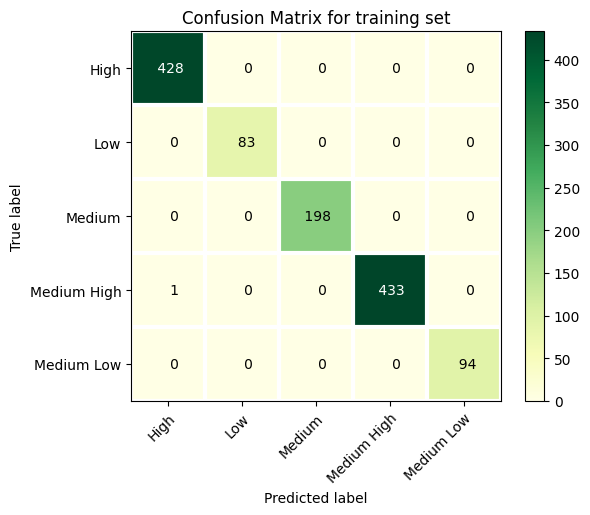 Confusion Matrix for training set
True label
High 428 0 0 0 0
Low 0 83 0 0 0
Medium 0 0 198 0 0
Medium High 1 0 0 433 0
Medium Low 0 0 0 0 94
High Low Medium Medium High Medium Low
Predicted label
400
350
300
250
200
150
100
50
0